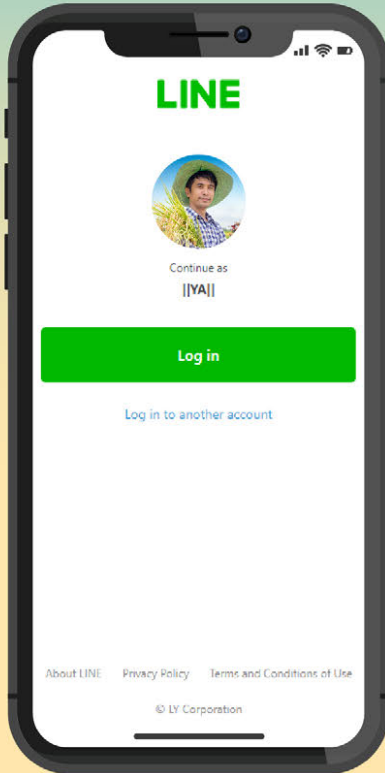 LINE
Continue as
||YA||
Log in
Log in to another account
About LINE Privacy Policy Terms and Conditions of Use
© LY Corporation